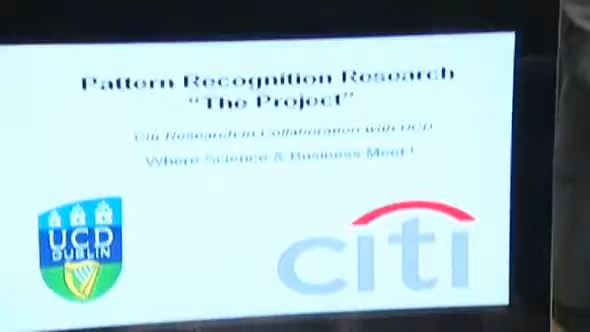 Pattern Recognition Research
"The Project"
Citi Research in Collaboration with UCD
Where Science & Business Meet !
UCD
DUBLIN
citi